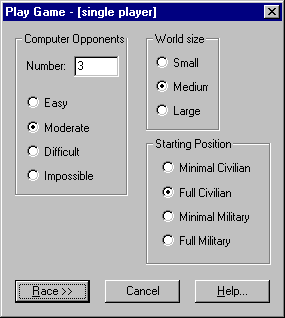 Play Game - [single player]
Computer Opponents
Number: 3
Easy
Moderate
Difficult
Impossible
World size
Small
Medium
Large
Starting Position
Minimal Civilian
Full Civilian
Minimal Military
Full Military
Race >>
Cancel
Help...